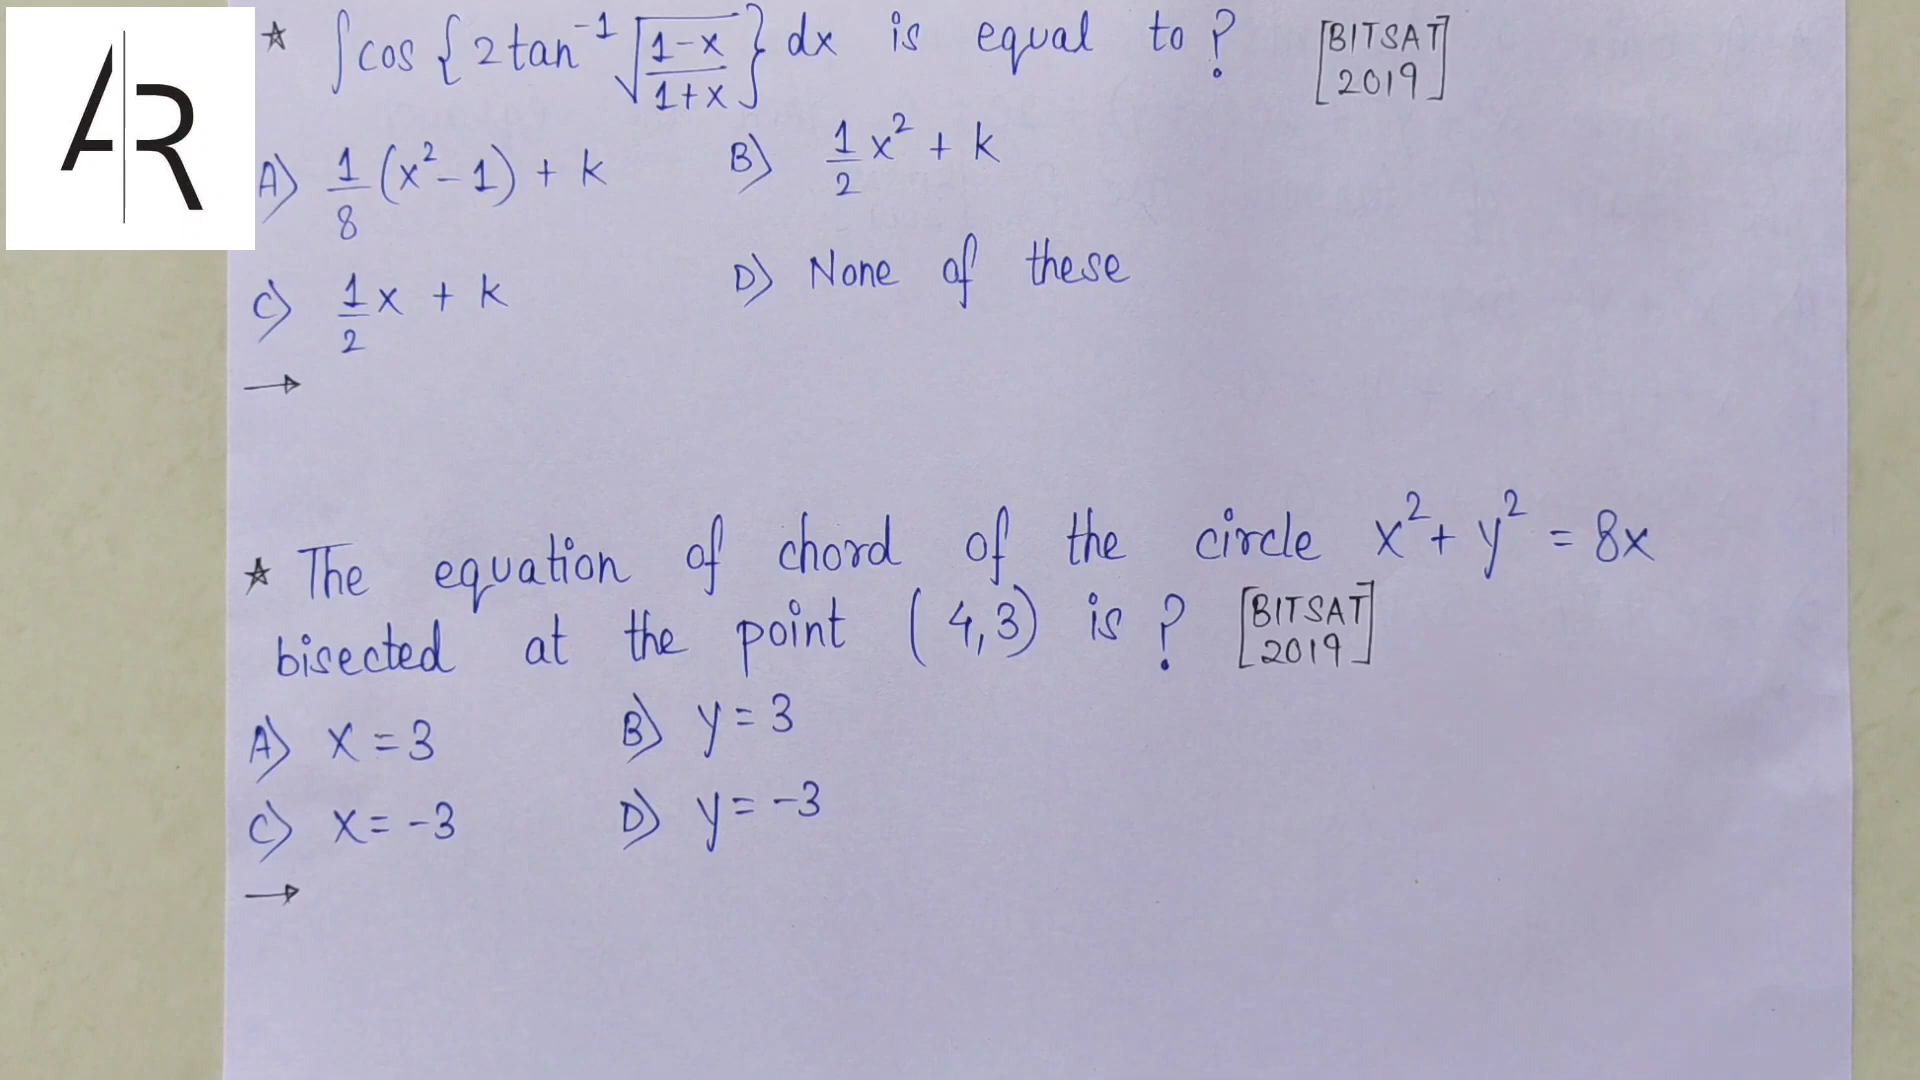 AR
☆ ∫cos {2tan⁻¹ √((1-x)/(1+x))} dx is equal to ? [BITSAT 2019]
A) 1/8 (x²-1) + k B) 1/2 x² + k
C) 1/2 x + k D) None of these
→
☆ The equation of chord of the circle x² + y² = 8x
bisected at the point (4,3) is ? [BITSAT 2019]
A) x = 3 B) y = 3
C) x = -3 D) y = -3
→